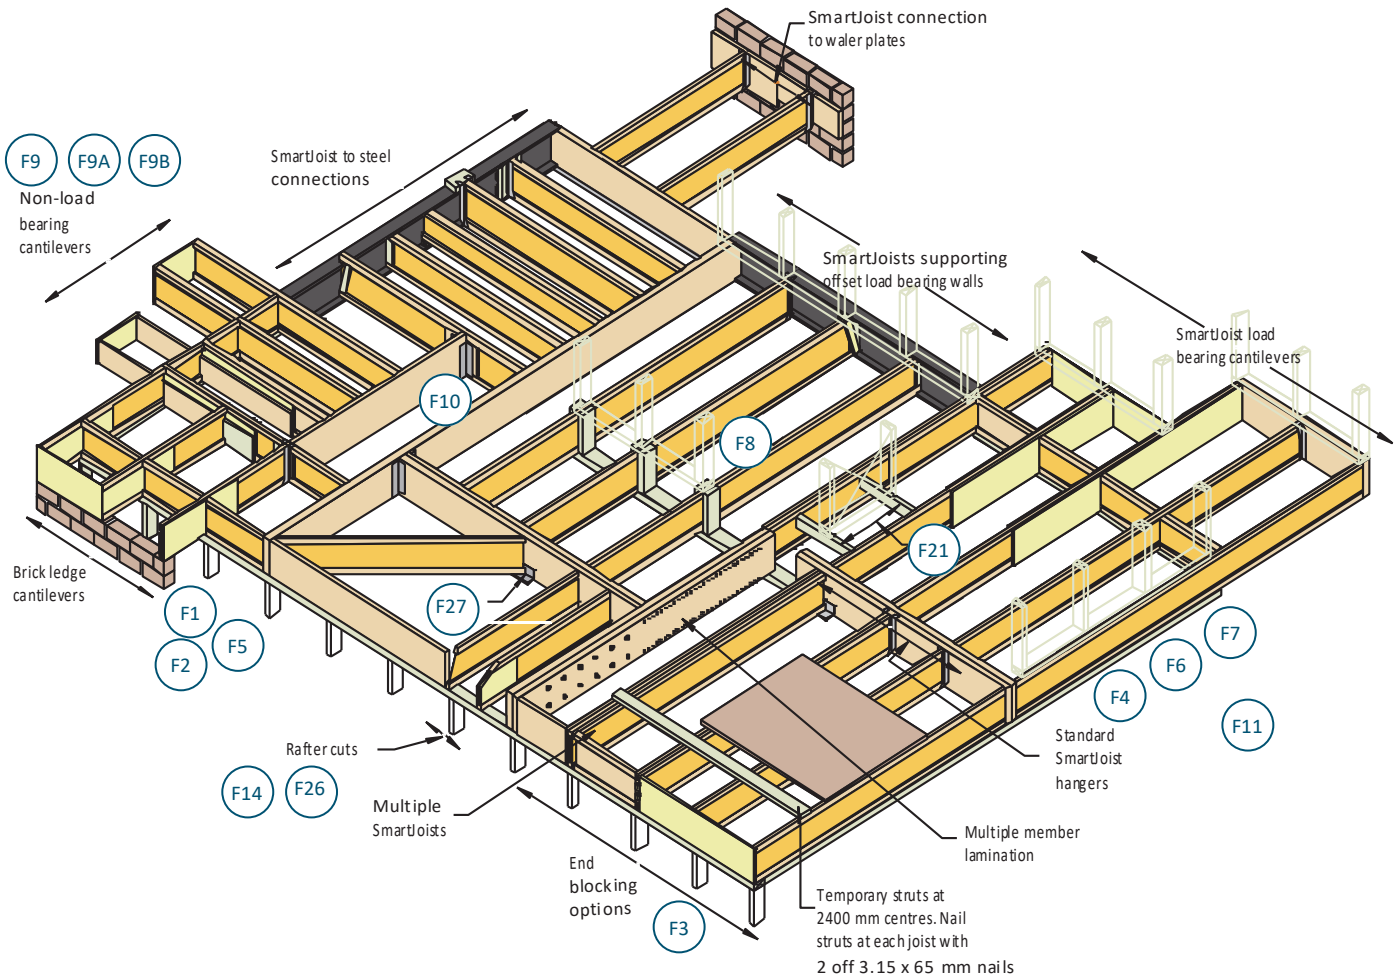 SmartJoist connection
to waler plates
F9 F9A F9B
Non-load
bearing
cantilevers
SmartJoist to steel
connections
SmartJoists supporting
offset load bearing walls
SmartJoist load
bearing cantilevers
F10
F8
F21
F27
Brick ledge
cantilevers
F1
F2
F5
F7
F6
F4
F11
Rafter cuts
F14 F26
Multiple
SmartJoists
Standard
SmartJoist
hangers
Multiple member
lamination
End
blocking
options
F3
Temporary struts at
2400 mm centres. Nail
struts at each joist with
2 off 3.15 x 65 mm nails